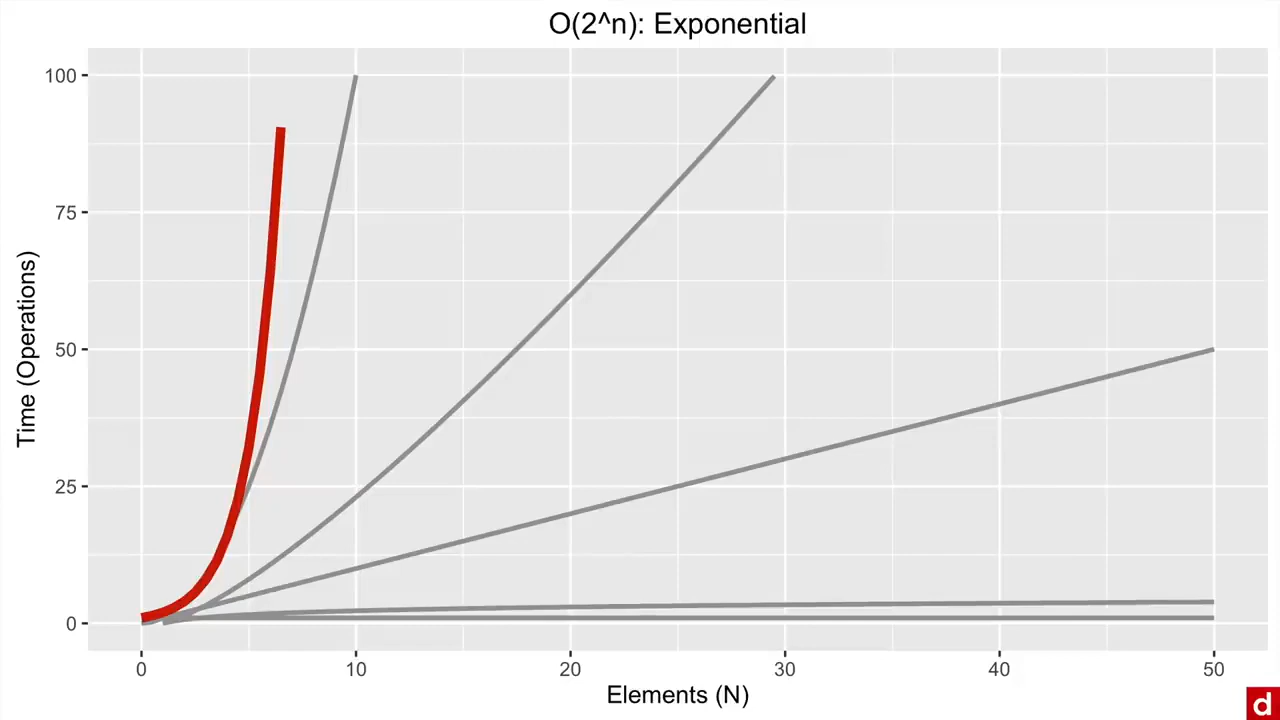 O(2^n): Exponential
100
75
50
25
0
Time (Operations)
0 10 20 30 40 50
Elements (N)
d